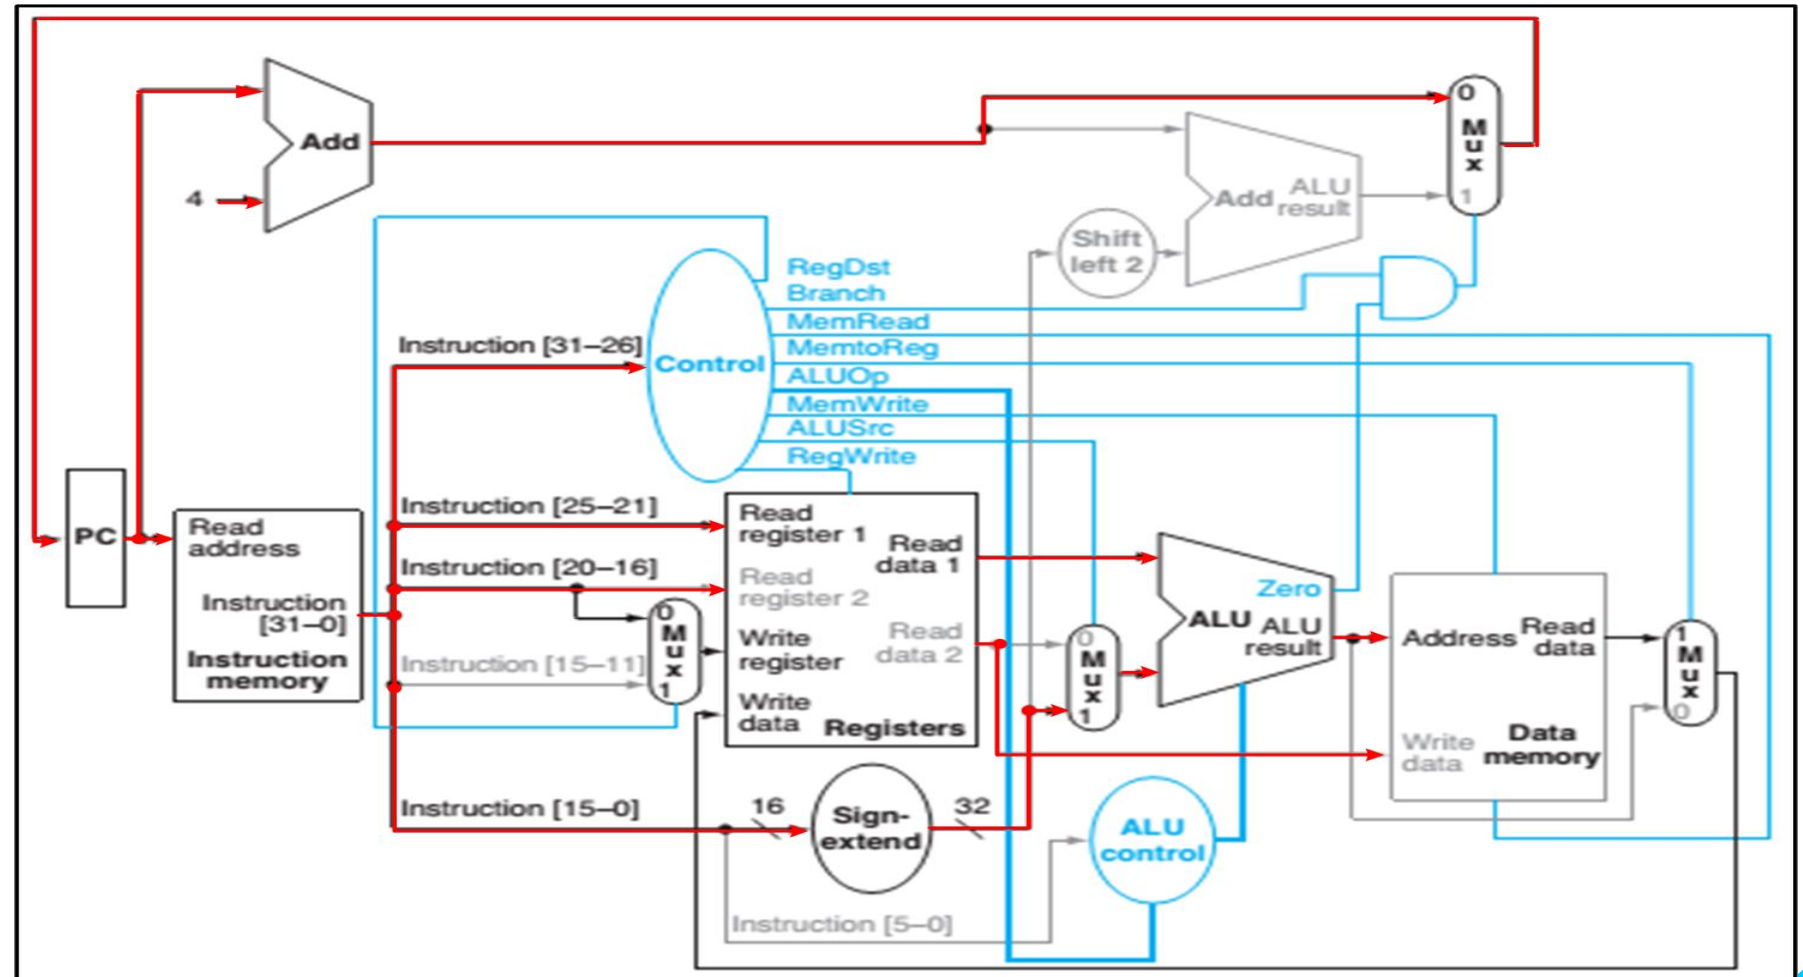 0
M
u
x
1
Add
4
Add
ALU
result
Shift
left 2
RegDst
Branch
MemRead
MemtoReg
ALUOp
MemWrite
ALUSrc
RegWrite
Control
Instruction [31–26]
Instruction [25–21]
Instruction [20–16]
Instruction [15–11]
Instruction [15–0]
Instruction [5–0]
PC
Read
address
Instruction
[31–0]
Instruction
memory
0
M
u
x
1
Read
register 1
Read
register 2
Write
register
Write
data
Read
data 1
Read
data 2
Registers
16
Sign-
extend
32
0
M
u
x
1
Zero
ALU
ALU
result
ALU
control
Address
Read
data
Write
data
Data
memory
1
M
u
x
0